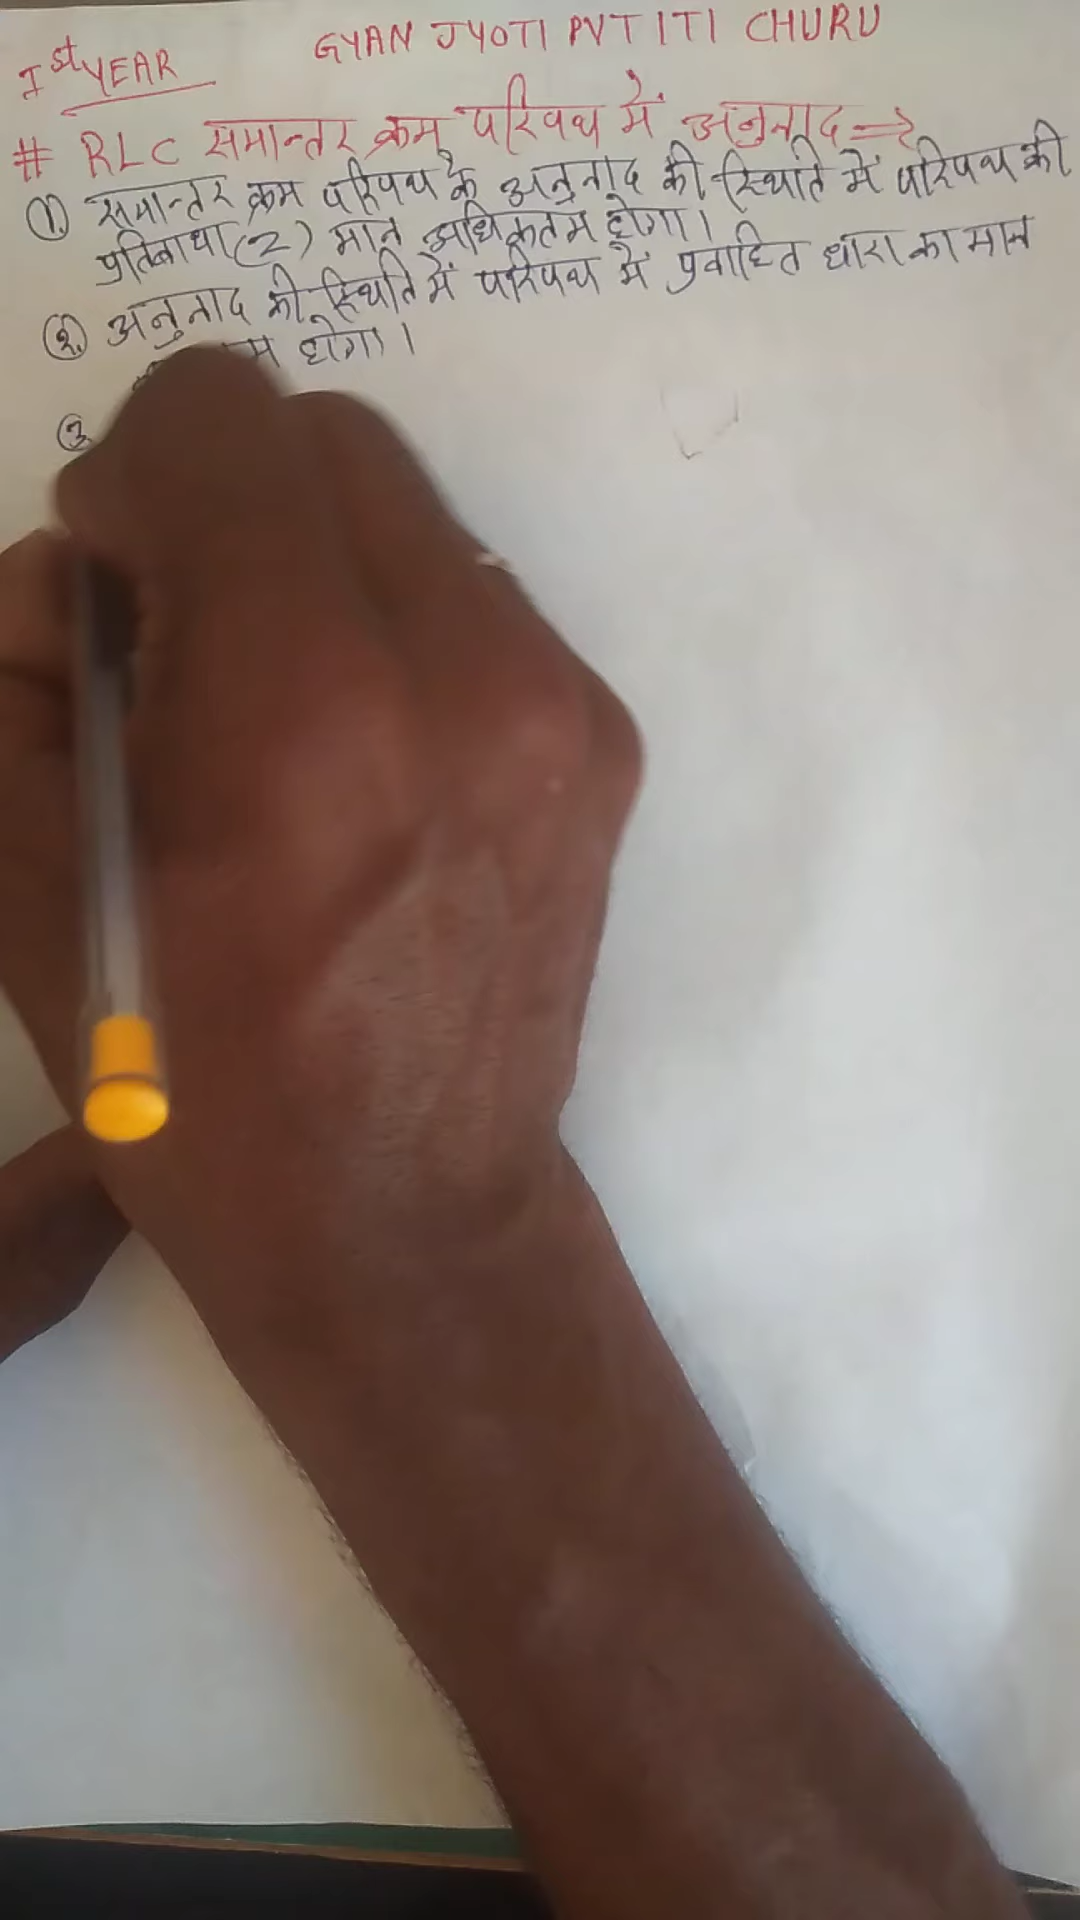 GYAN JYOTI PVT ITI CHURU
Ist YEAR
# RLC समान्तर क्रम परिपथ में अनुनाद ⇒
①. समान्तर क्रम परिपथ के अनुनाद की स्थिति में परिपथ की
प्रतिबाधा (Z) मान अधिकतम होगा।
②. अनुनाद की स्थिति में परिपथ में प्रवाहित धारा का मान
होगा।
③